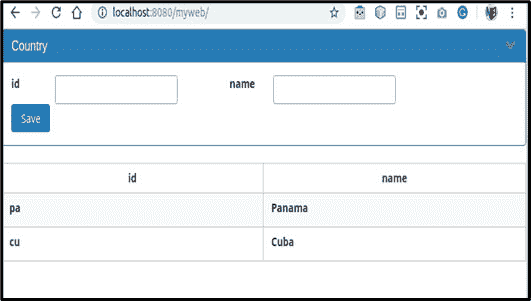 localhost:8080/myweb/
Country
id name
Save
id name
pa Panama
cu Cuba